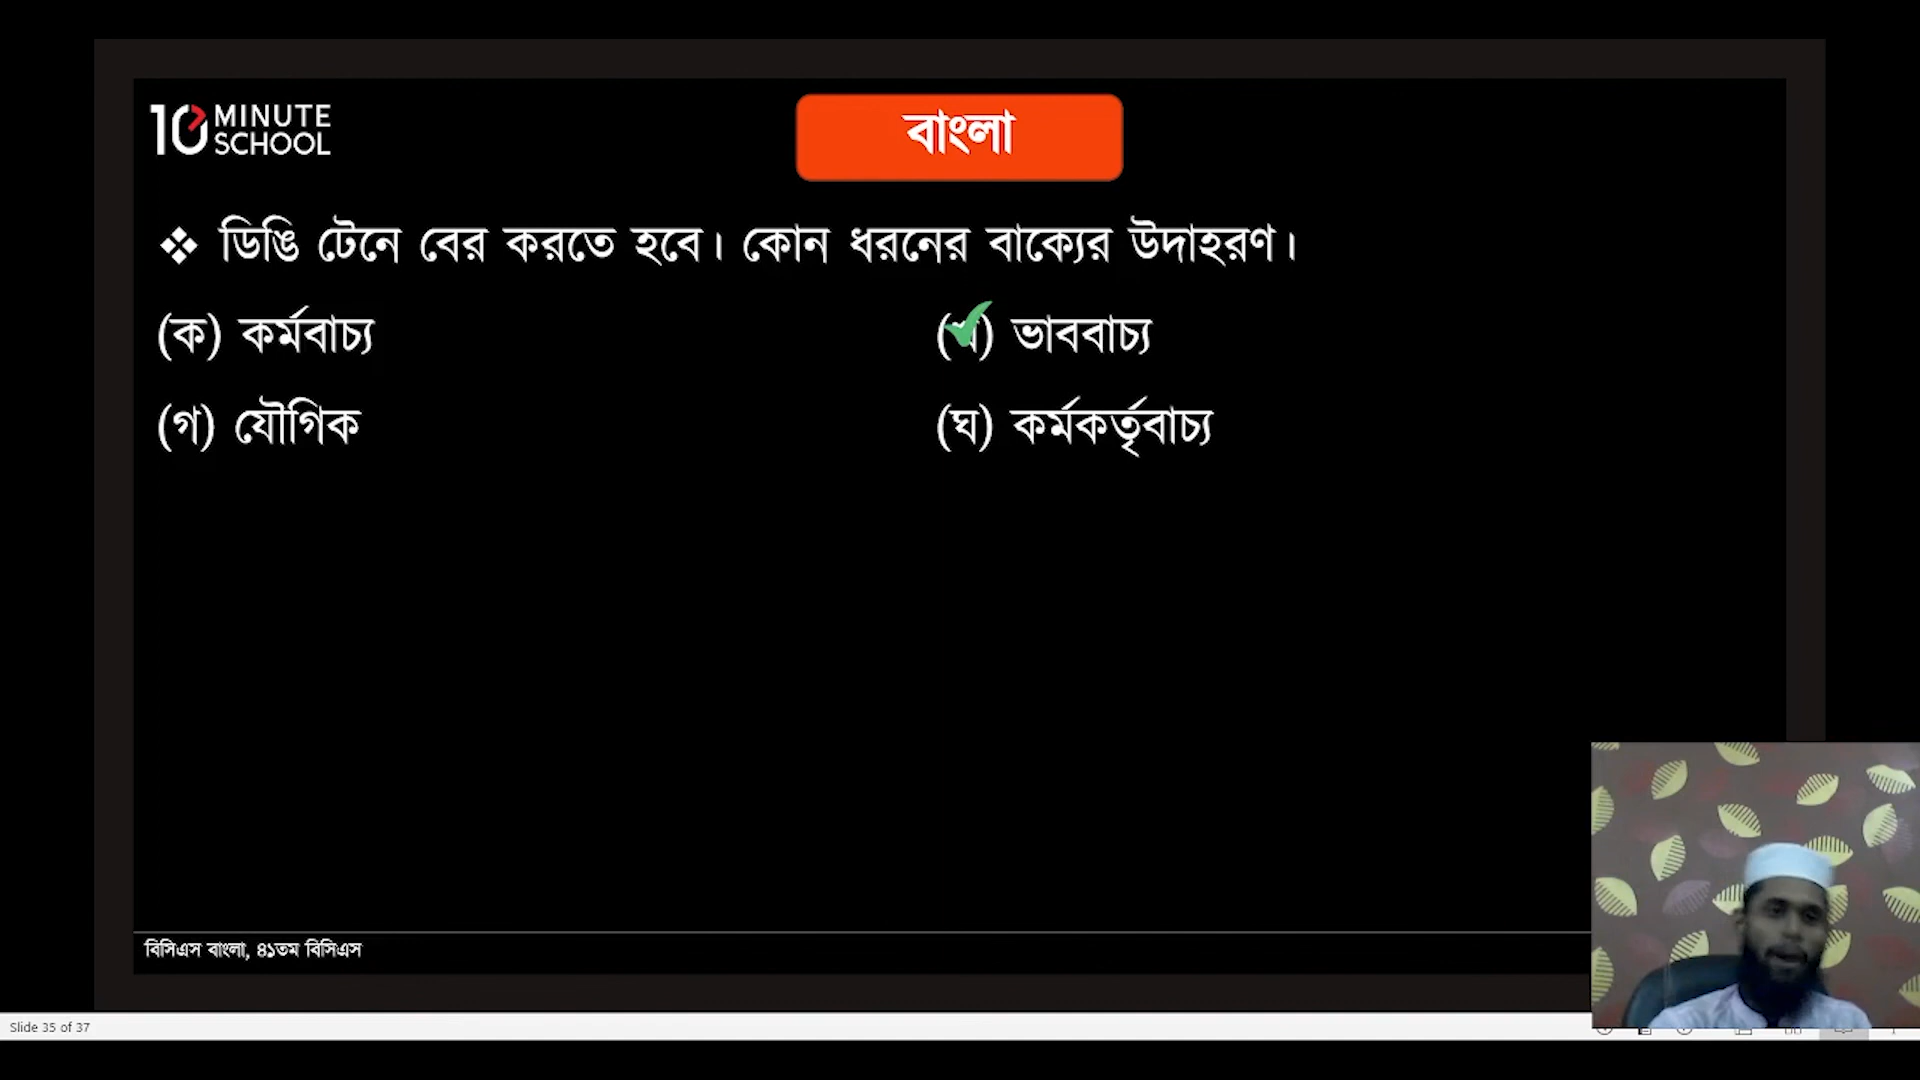 10 MINUTE SCHOOL
বাংলা
❖ ডিঙি টেনে বের করতে হবে। কোন ধরনের বাক্যের উদাহরণ।
(ক) কর্মবাচ্য
ভাববাচ্য
(গ) যৌগিক
(ঘ) কর্মকর্তৃবাচ্য
বিসিএস বাংলা, ৪১তম বিসিএস
Slide 35 of 37